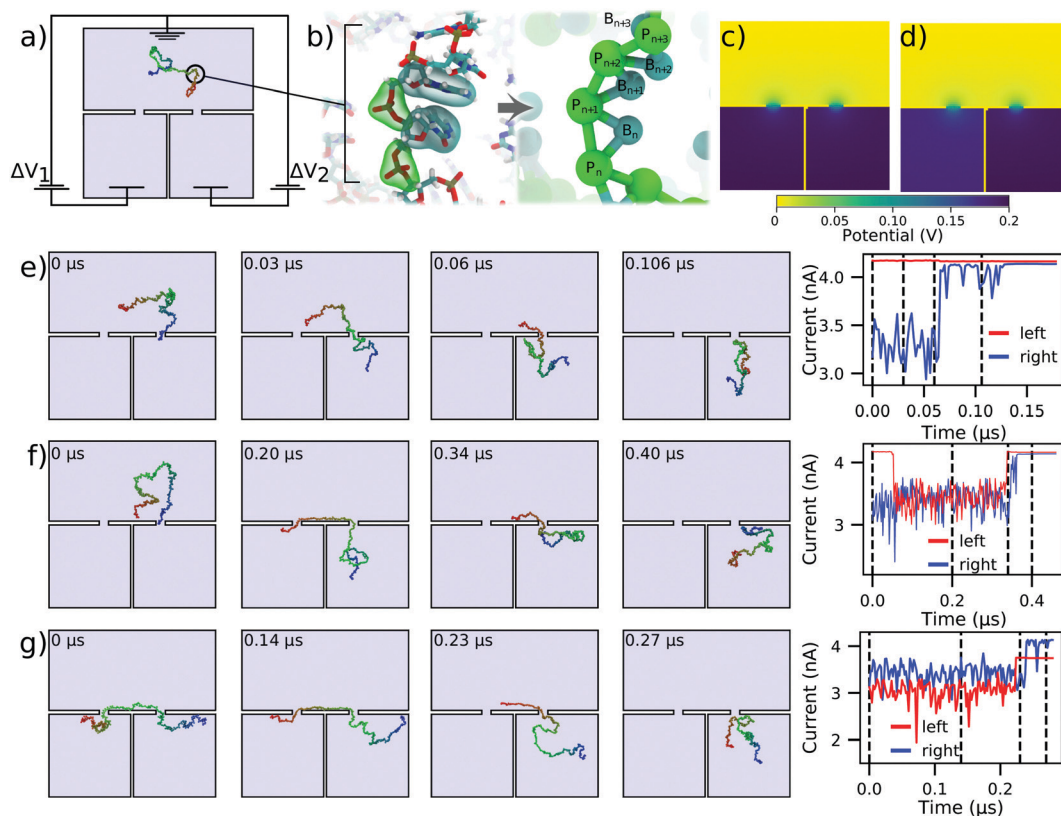 a)
ΔV1
ΔV2
b)
Bn+3
Pn+3
Pn+2
Bn+2
Bn+1
Pn+1
Bn
Pn
c)
d)
0 0.05 0.10 0.15 0.2
Potential (V)
e)
0 μs
0.03 μs
0.06 μs
0.106 μs
Current (nA)
4.0
3.5
3.0
left
right
0.00 0.05 0.10 0.15
Time (μs)
f)
0 μs
0.20 μs
0.34 μs
0.40 μs
Current (nA)
4
3
left
right
0.0 0.2 0.4
Time (μs)
g)
0 μs
0.14 μs
0.23 μs
0.27 μs
Current (nA)
4
3
2
left
right
0.0 0.1 0.2
Time (μs)